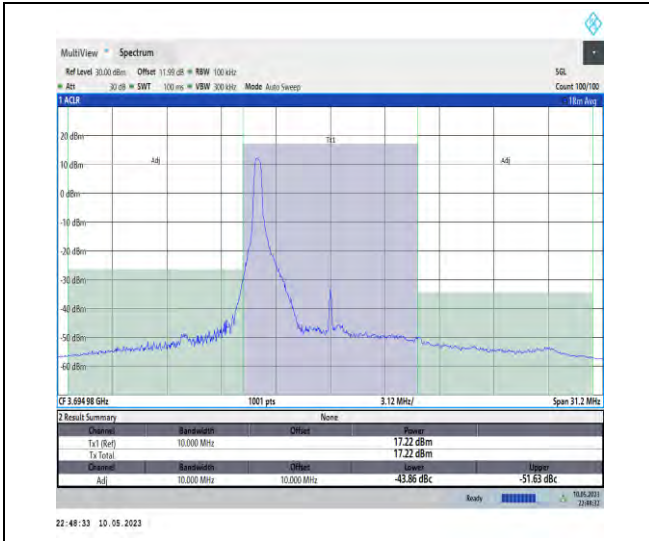 MultiView Spectrum
Ref Level 30.00 dBm Offset 11.99 dB RBW 100 kHz SGL
Att 30 dB SWT 100 ms VBW 300 kHz Mode Auto Sweep Count 100/100
1 ACLR 1Rm Avg
Tx1
Adj
Adj
20 dBm
10 dBm
0 dBm
-10 dBm
-20 dBm
-30 dBm
-40 dBm
-50 dBm
-60 dBm
CF 3.694 98 GHz 1001 pts 3.12 MHz/ Span 31.2 MHz
2 Result Summary None
Channel Bandwidth Offset Power
Tx1 (Ref) 10.000 MHz 17.22 dBm
Tx Total 17.22 dBm
Channel Bandwidth Offset Lower Upper
Adj 10.000 MHz 10.000 MHz -43.86 dBc -51.63 dBc
Ready 10.05.2023
22:48:32
22:48:33 10.05.2023